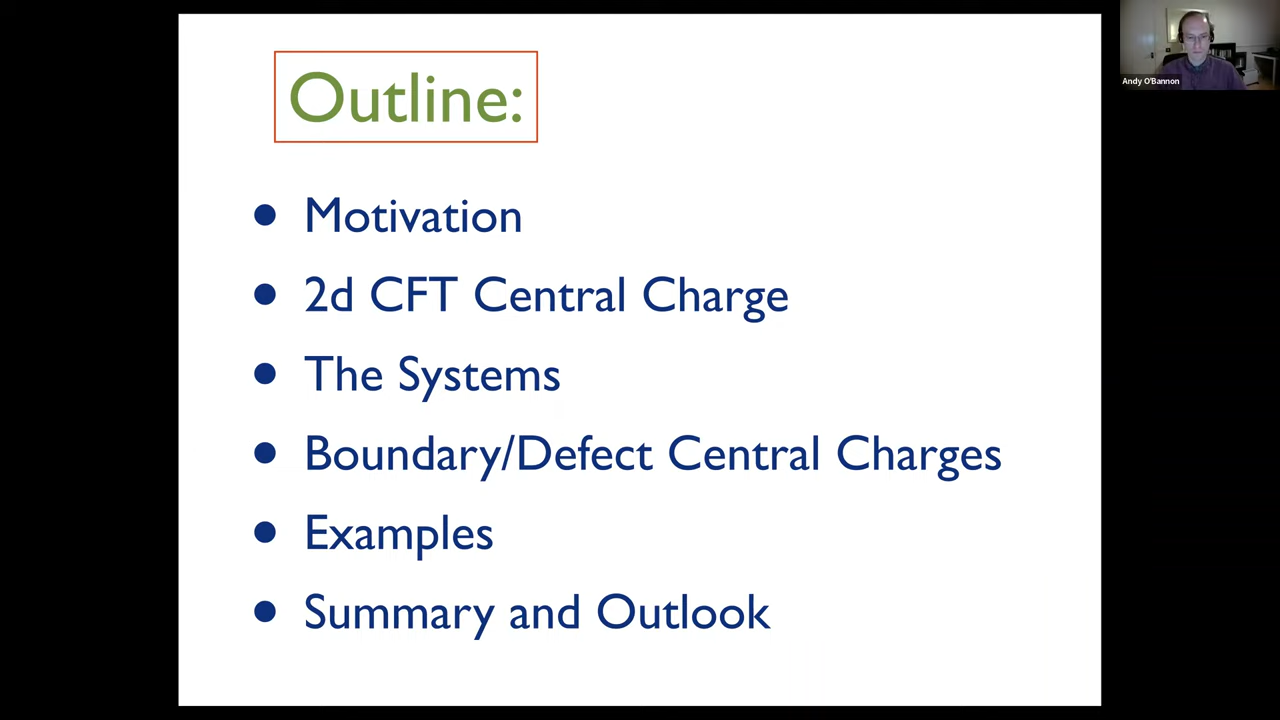 Outline:
• Motivation
• 2d CFT Central Charge
• The Systems
• Boundary/Defect Central Charges
• Examples
• Summary and Outlook
Andy O'Bannon